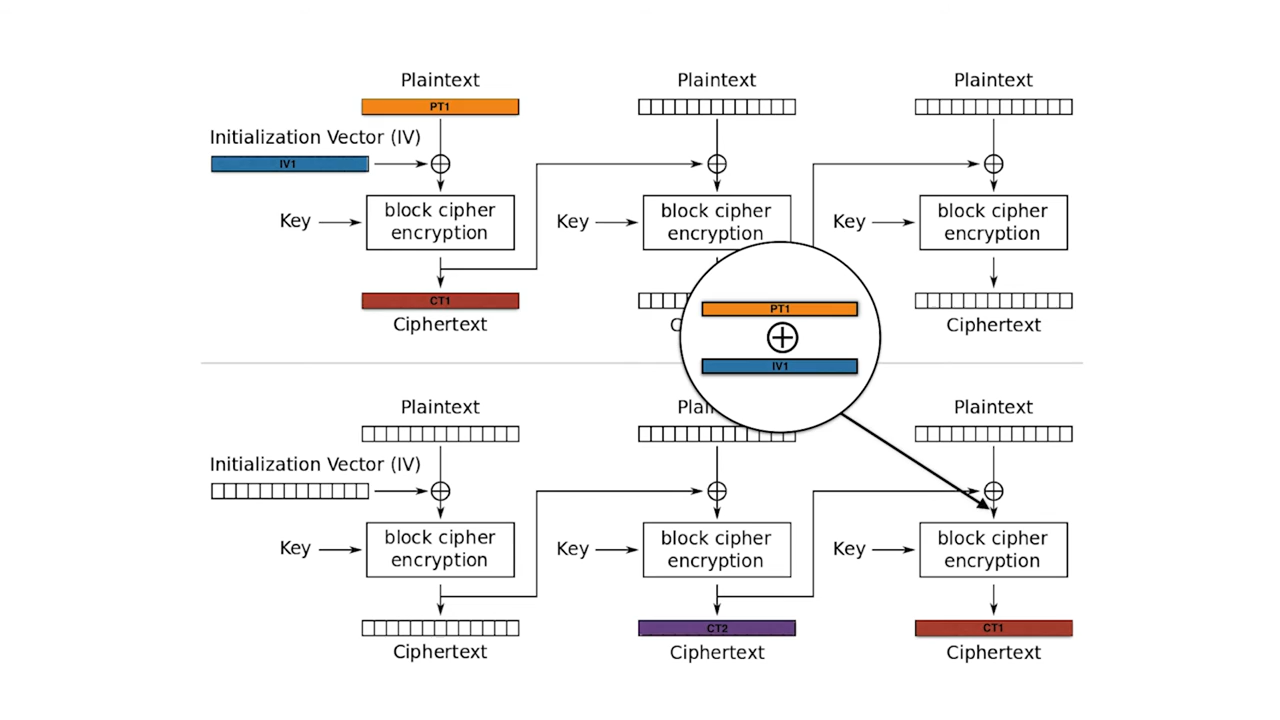 Plaintext
Plaintext
Plaintext
PT1
Initialization Vector (IV)
IV1
Key
block cipher
encryption
Key
block cipher
encryption
Key
block cipher
encryption
CT1
Ciphertext
Ciphertext
PT1
IV1
Plaintext
Plaintext
Initialization Vector (IV)
Key
block cipher
encryption
Key
block cipher
encryption
Key
block cipher
encryption
CT2
CT1
Ciphertext
Ciphertext
Ciphertext